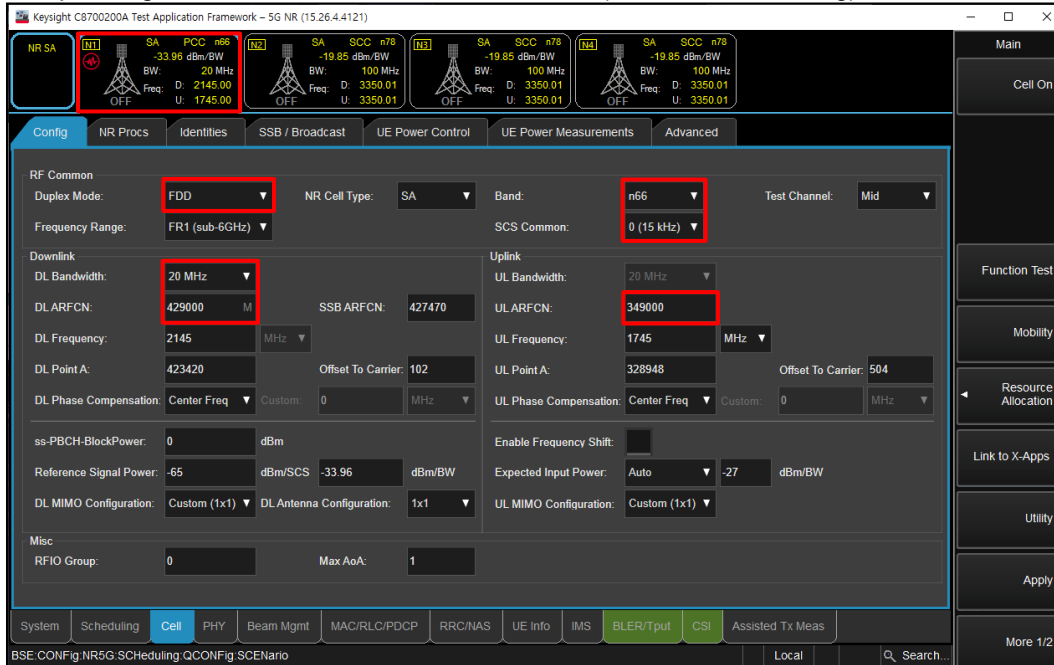 Keysight C8700200A Test Application Framework – 5G NR (15.26.4.4121)
NR SA
N1 SA PCC n66
-33.96 dBm/BW
BW: 20 MHz
Freq: D: 2145.00
U: 1745.00
OFF
N2 SA SCC n78
-19.85 dBm/BW
BW: 100 MHz
Freq: D: 3350.01
U: 3350.01
OFF
N3 SA SCC n78
-19.85 dBm/BW
BW: 100 MHz
Freq: D: 3350.01
U: 3350.01
OFF
N4 SA SCC n78
-19.85 dBm/BW
BW: 100 MHz
Freq: D: 3350.01
U: 3350.01
OFF
Config NR Procs Identities SSB / Broadcast UE Power Control UE Power Measurements Advanced
RF Common
Duplex Mode: FDD NR Cell Type: SA Band: n66 Test Channel: Mid
Frequency Range: FR1 (sub-6GHz) SCS Common: 0 (15 kHz)
Downlink
DL Bandwidth: 20 MHz
DL ARFCN: 429000 M SSB ARFCN: 427470
DL Frequency: 2145 MHz
DL Point A: 423420 Offset To Carrier: 102
DL Phase Compensation: Center Freq Custom: 0 MHz
ss-PBCH-BlockPower: 0 dBm
Reference Signal Power: -65 dBm/SCS -33.96 dBm/BW
DL MIMO Configuration: Custom (1x1) DL Antenna Configuration: 1x1
Uplink
UL Bandwidth: 20 MHz
UL ARFCN: 349000
UL Frequency: 1745 MHz
UL Point A: 328948 Offset To Carrier: 504
UL Phase Compensation: Center Freq Custom: 0 MHz
Enable Frequency Shift:
Expected Input Power: Auto -27 dBm/BW
UL MIMO Configuration: Custom (1x1)
Misc
RFIO Group: 0 Max AoA: 1
System Scheduling Cell PHY Beam Mgmt MAC/RLC/PDCP RRC/NAS UE Info IMS BLER/Tput CSI Assisted Tx Meas
BSE:CONFig:NR5G:SCHeduling:QCONFig:SCENario Local Search...
Main
Cell On
Function Test
Mobility
Resource
Allocation
Link to X-Apps
Utility
Apply
More 1/2